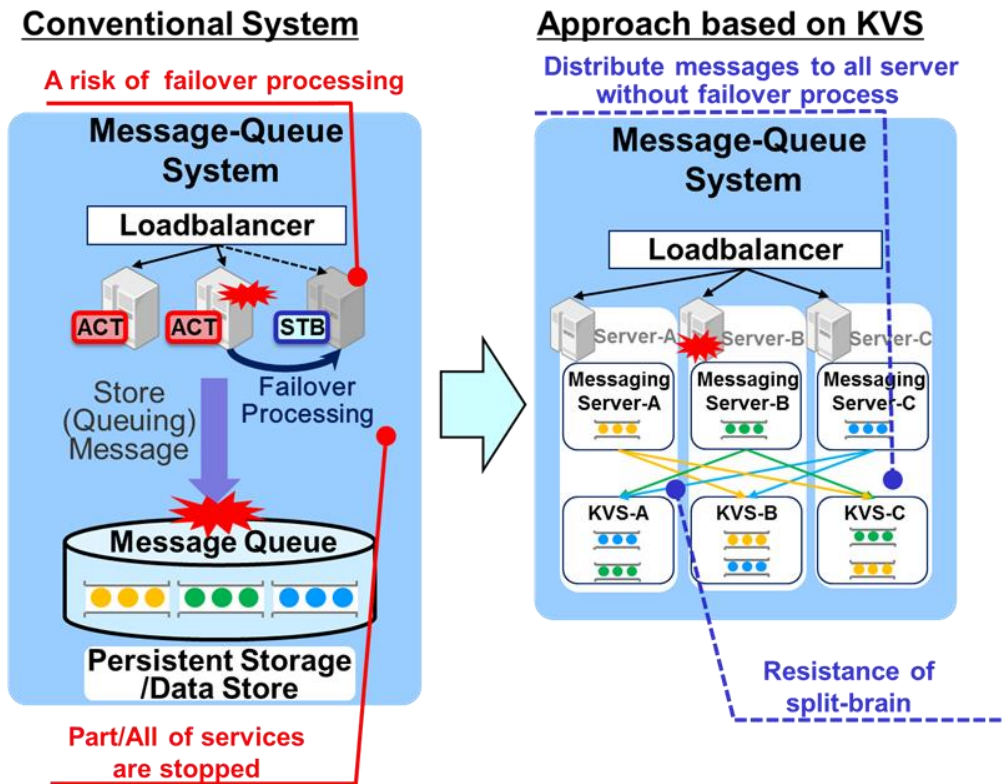 Conventional System
A risk of failover processing
Message-Queue
System
Loadbalancer
ACT
ACT
STB
Failover
Processing
Store
(Queuing)
Message
Message Queue
Persistent Storage
/Data Store
Part/All of services
are stopped
Approach based on KVS
Distribute messages to all server
without failover process
Message-Queue
System
Loadbalancer
Server-A
Server-B
Server-C
Messaging
Server-A
Messaging
Server-B
Messaging
Server-C
KVS-A
KVS-B
KVS-C
Resistance of
split-brain